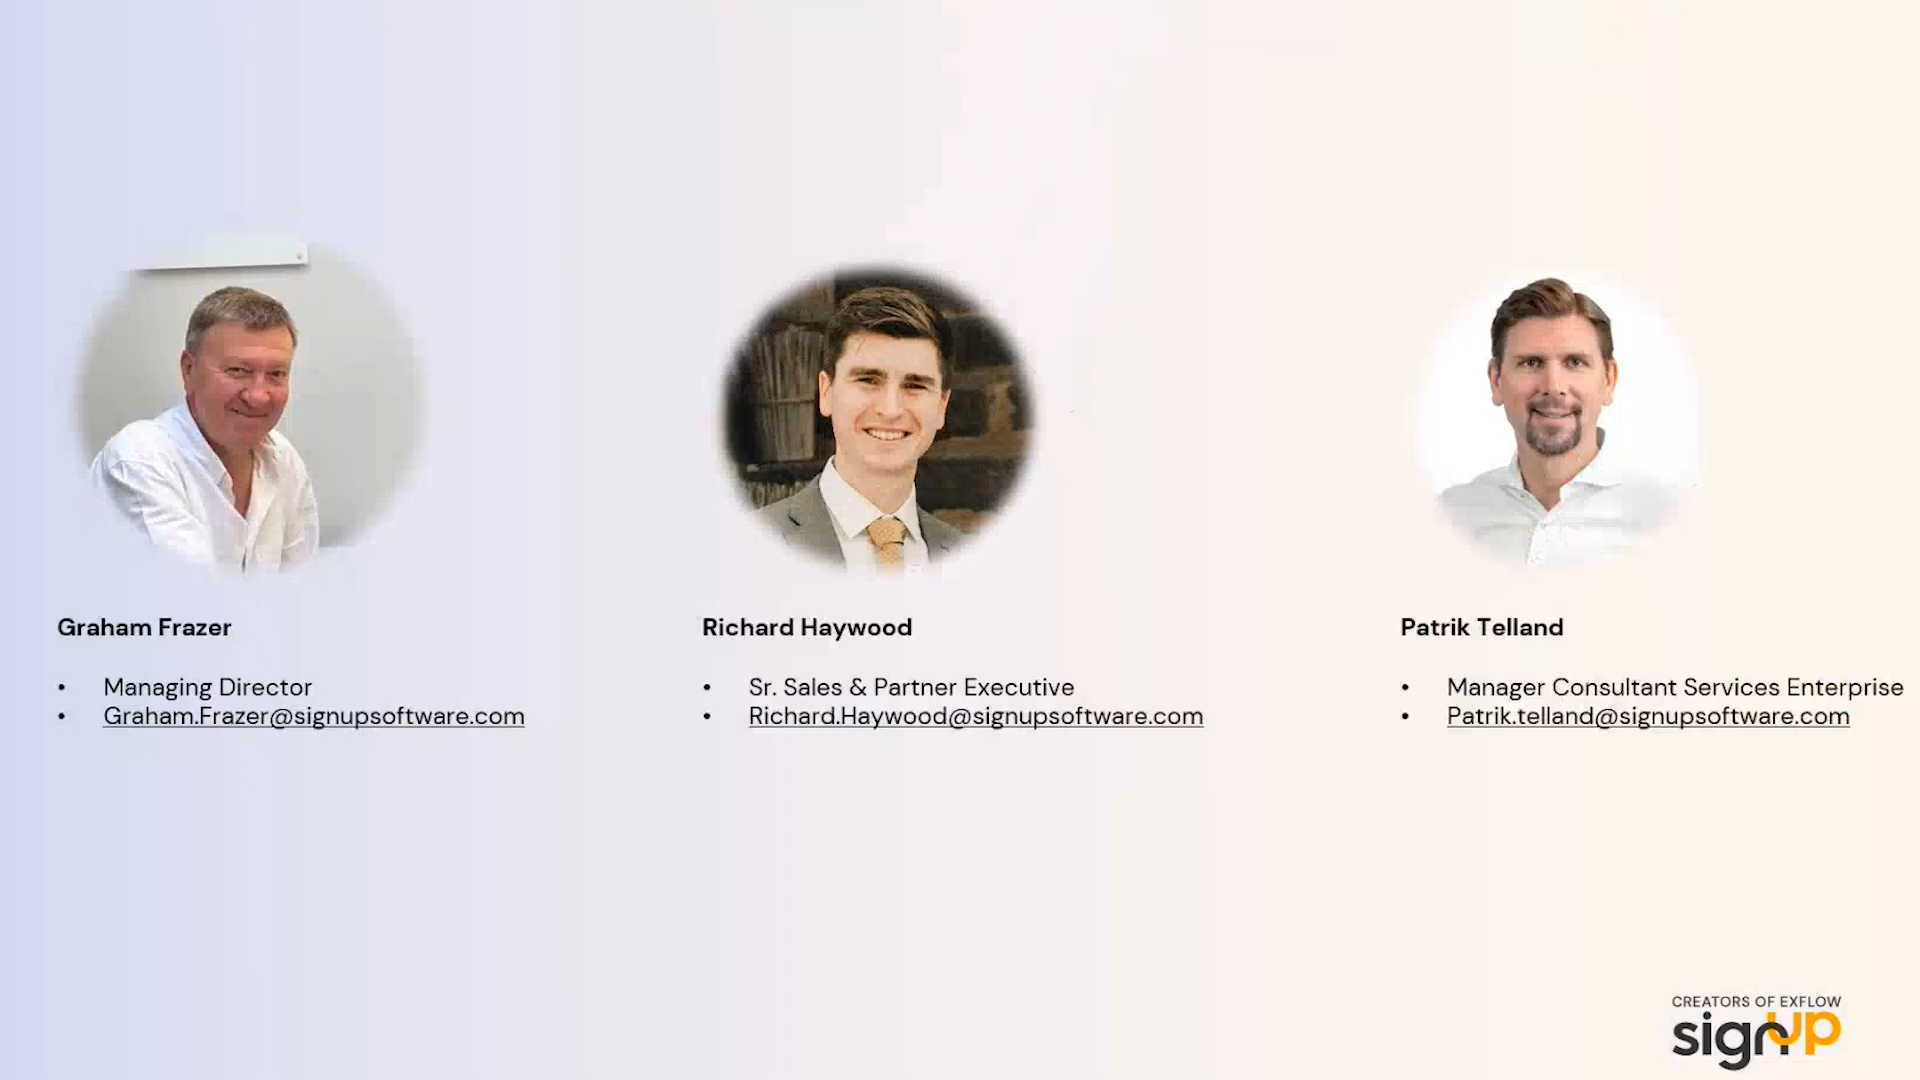 Graham Frazer
• Managing Director
• Graham.Frazer@signupsoftware.com
Richard Haywood
• Sr. Sales & Partner Executive
• Richard.Haywood@signupsoftware.com
Patrik Telland
• Manager Consultant Services Enterprise
• Patrik.telland@signupsoftware.com
CREATORS OF EXFLOW
signup